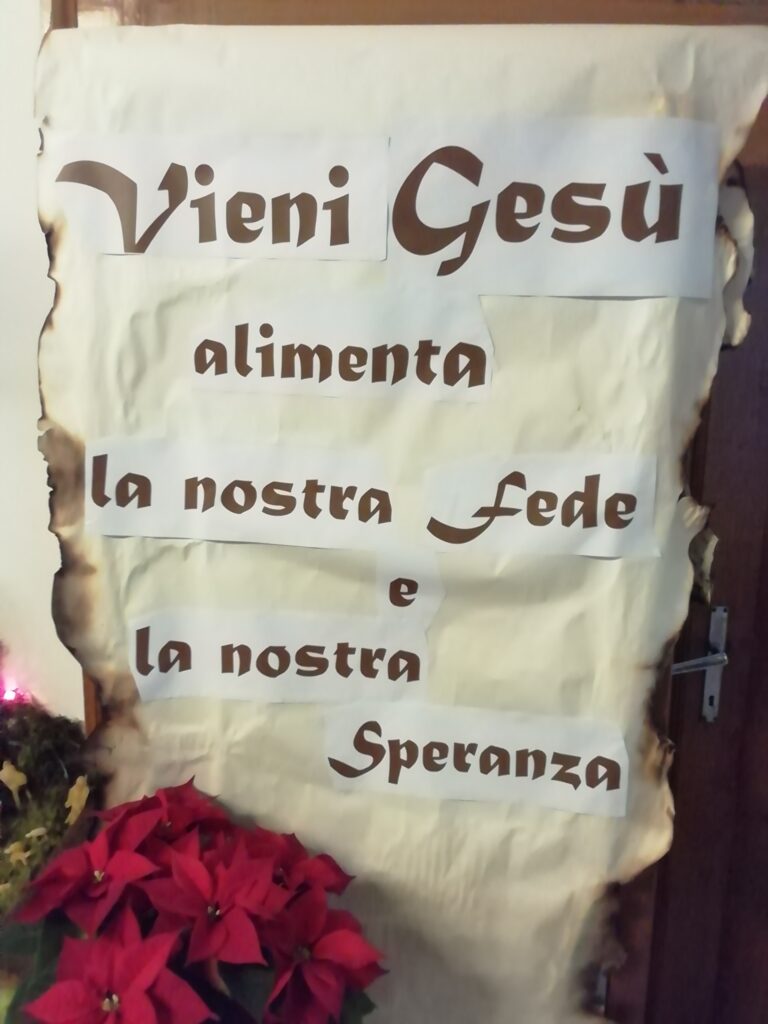 Vieni Gesù
alimenta
la nostra Fede
e
la nostra
Speranza